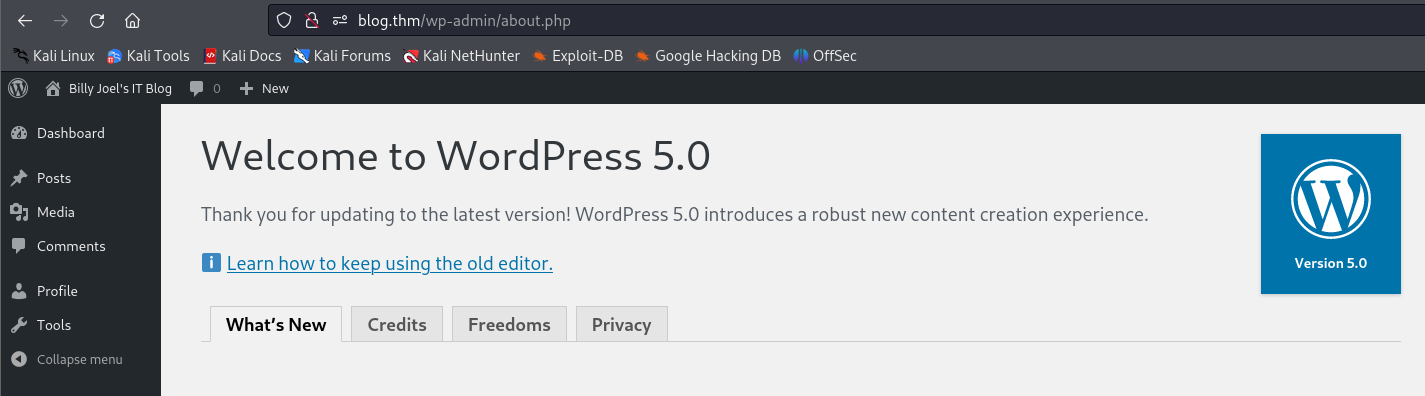 blog.thm/wp-admin/about.php
Kali Linux Kali Tools Kali Docs Kali Forums Kali NetHunter Exploit-DB Google Hacking DB OffSec
Billy Joel's IT Blog 0 New
Dashboard
Posts
Media
Comments
Profile
Tools
Collapse menu
Welcome to WordPress 5.0
Thank you for updating to the latest version! WordPress 5.0 introduces a robust new content creation experience.
Learn how to keep using the old editor.
What’s New Credits Freedoms Privacy
Version 5.0